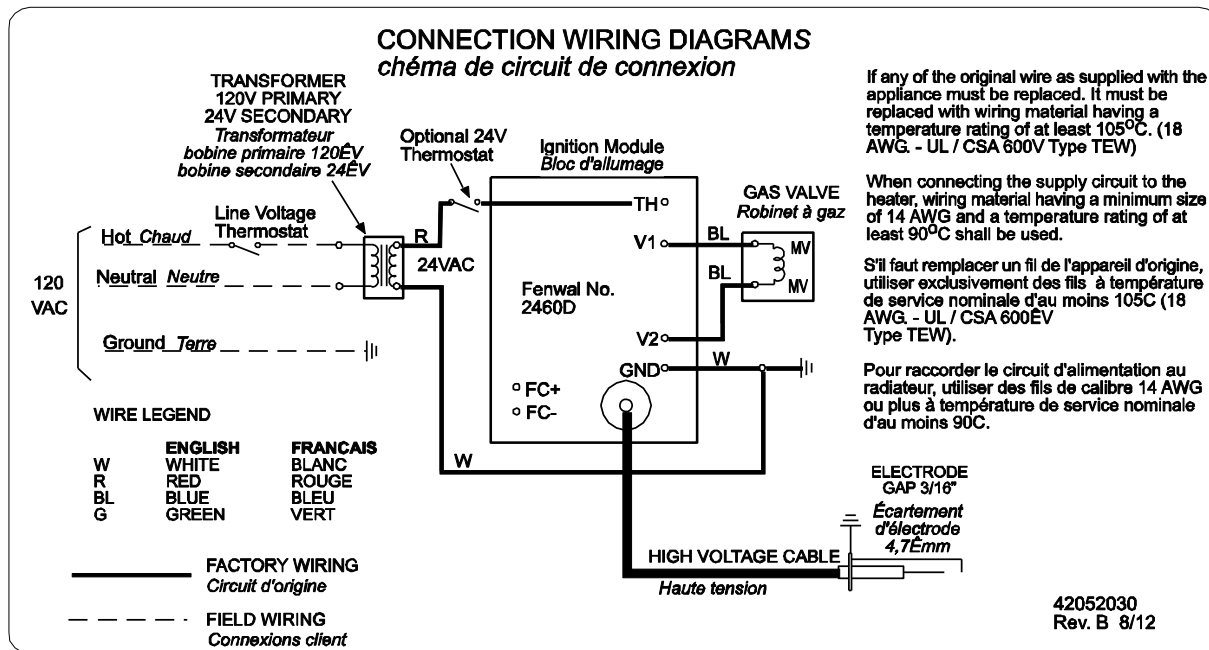 CONNECTION WIRING DIAGRAMS
chéma de circuit de connexion
TRANSFORMER
120V PRIMARY
24V SECONDARY
Transformateur
bobine primaire 120ÊV
bobine secondaire 24ÊV
Optional 24V
Thermostat
Ignition Module
Bloc d'allumage
GAS VALVE
Robinet à gaz
Line Voltage
Thermostat
Hot Chaud
Neutral Neutre
120
VAC
Ground Terre
R
24VAC
TH
V1
BL
MV
BL
MV
Fenwal No.
2460D
V2
W
GND
FC+
FC-
W
WIRE LEGEND
ENGLISH FRANCAIS
W WHITE BLANC
R RED ROUGE
BL BLUE BLEU
G GREEN VERT
FACTORY WIRING
Circuit d'origine
FIELD WIRING
Connexions client
HIGH VOLTAGE CABLE
Haute tension
ELECTRODE
GAP 3/16"
Écartement
d'électrode
4,7Êmm
If any of the original wire as supplied with the
appliance must be replaced. It must be
replaced with wiring material having a
temperature rating of at least 105ºC. (18
AWG. - UL / CSA 600V Type TEW)
When connecting the supply circuit to the
heater, wiring material having a minimum size
of 14 AWG and a temperature rating of at
least 90ºC shall be used.
S'il faut remplacer un fil de l'appareil d'origine,
utiliser exclusivement des fils à température
de service nominale d'au moins 105C (18
AWG. - UL / CSA 600ÊV
Type TEW).
Pour raccorder le circuit d'alimentation au
radiateur, utiliser des fils de calibre 14 AWG
ou plus à température de service nominale
d'au moins 90C.
42052030
Rev. B 8/12